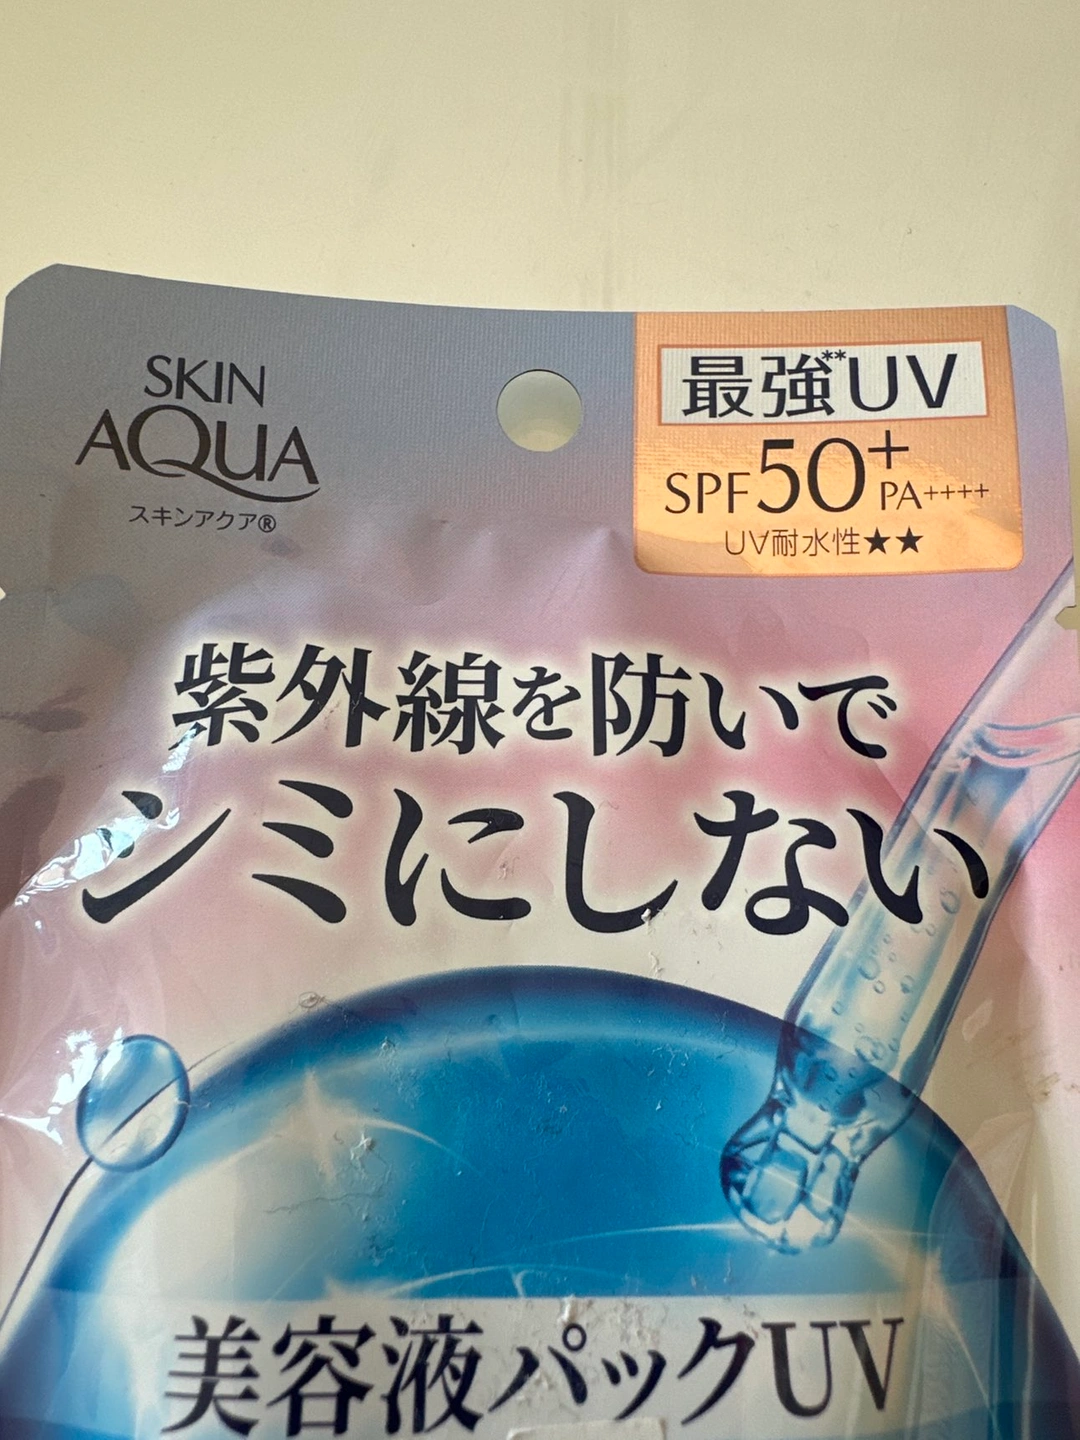 SKIN
AQUA
スキンアクア®
最強**UV
SPF50+ PA++++
UV耐水性★★
紫外線を防いで
シミにしない
美容液パックUV